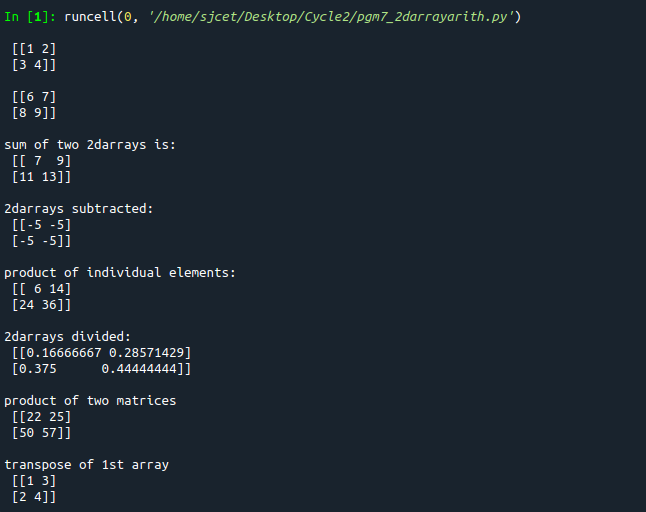 In [1]: runcell(0, '/home/sjcet/Desktop/Cycle2/pgm7_2darrayarith.py')
[[1 2]
[3 4]]
[[6 7]
[8 9]]
sum of two 2darrays is:
[[ 7  9]
[11 13]]
2darrays subtracted:
[[-5 -5]
[-5 -5]]
product of individual elements:
[[ 6 14]
[24 36]]
2darrays divided:
[[0.16666667 0.28571429]
[0.375      0.44444444]]
product of two matrices
[[22 25]
[50 57]]
transpose of 1st array
[[1 3]
[2 4]]